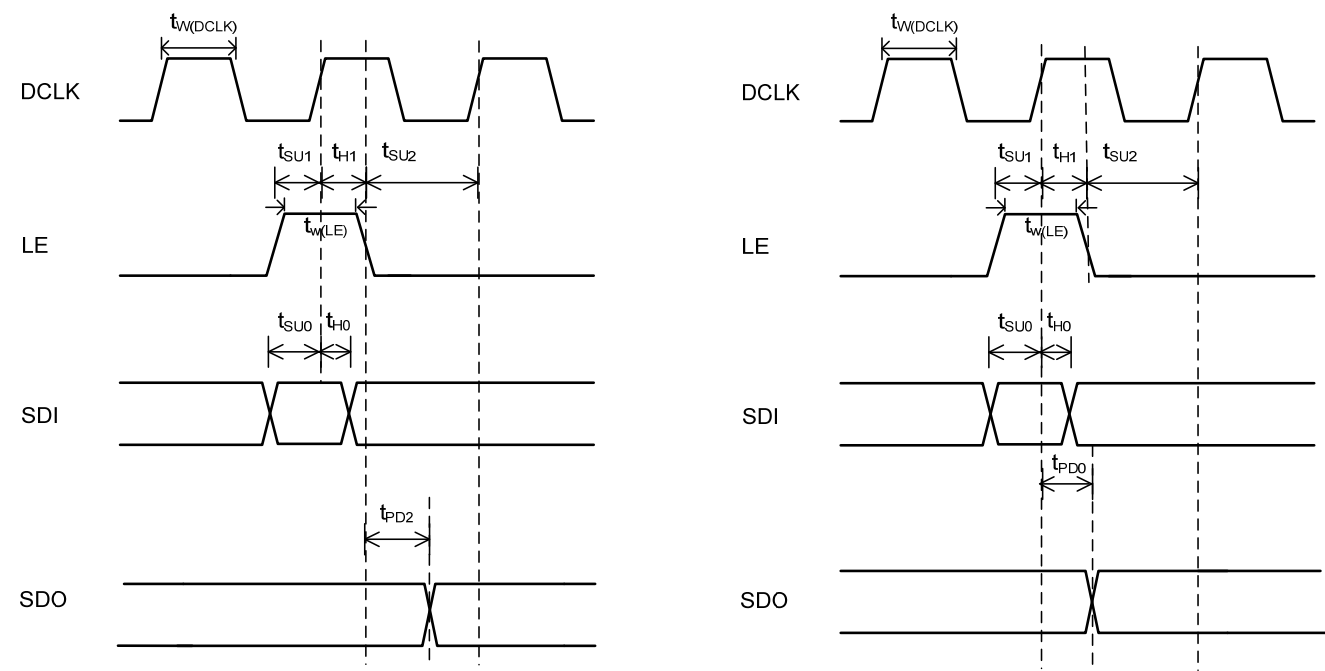 tW(DCLK)
DCLK
tSU1 tH1 tSU2
tw(LE)
LE
tSU0 tH0
SDI
tPD2
SDO
tW(DCLK)
DCLK
tSU1 tH1 tSU2
tw(LE)
LE
tSU0 tH0
SDI
tPD0
SDO